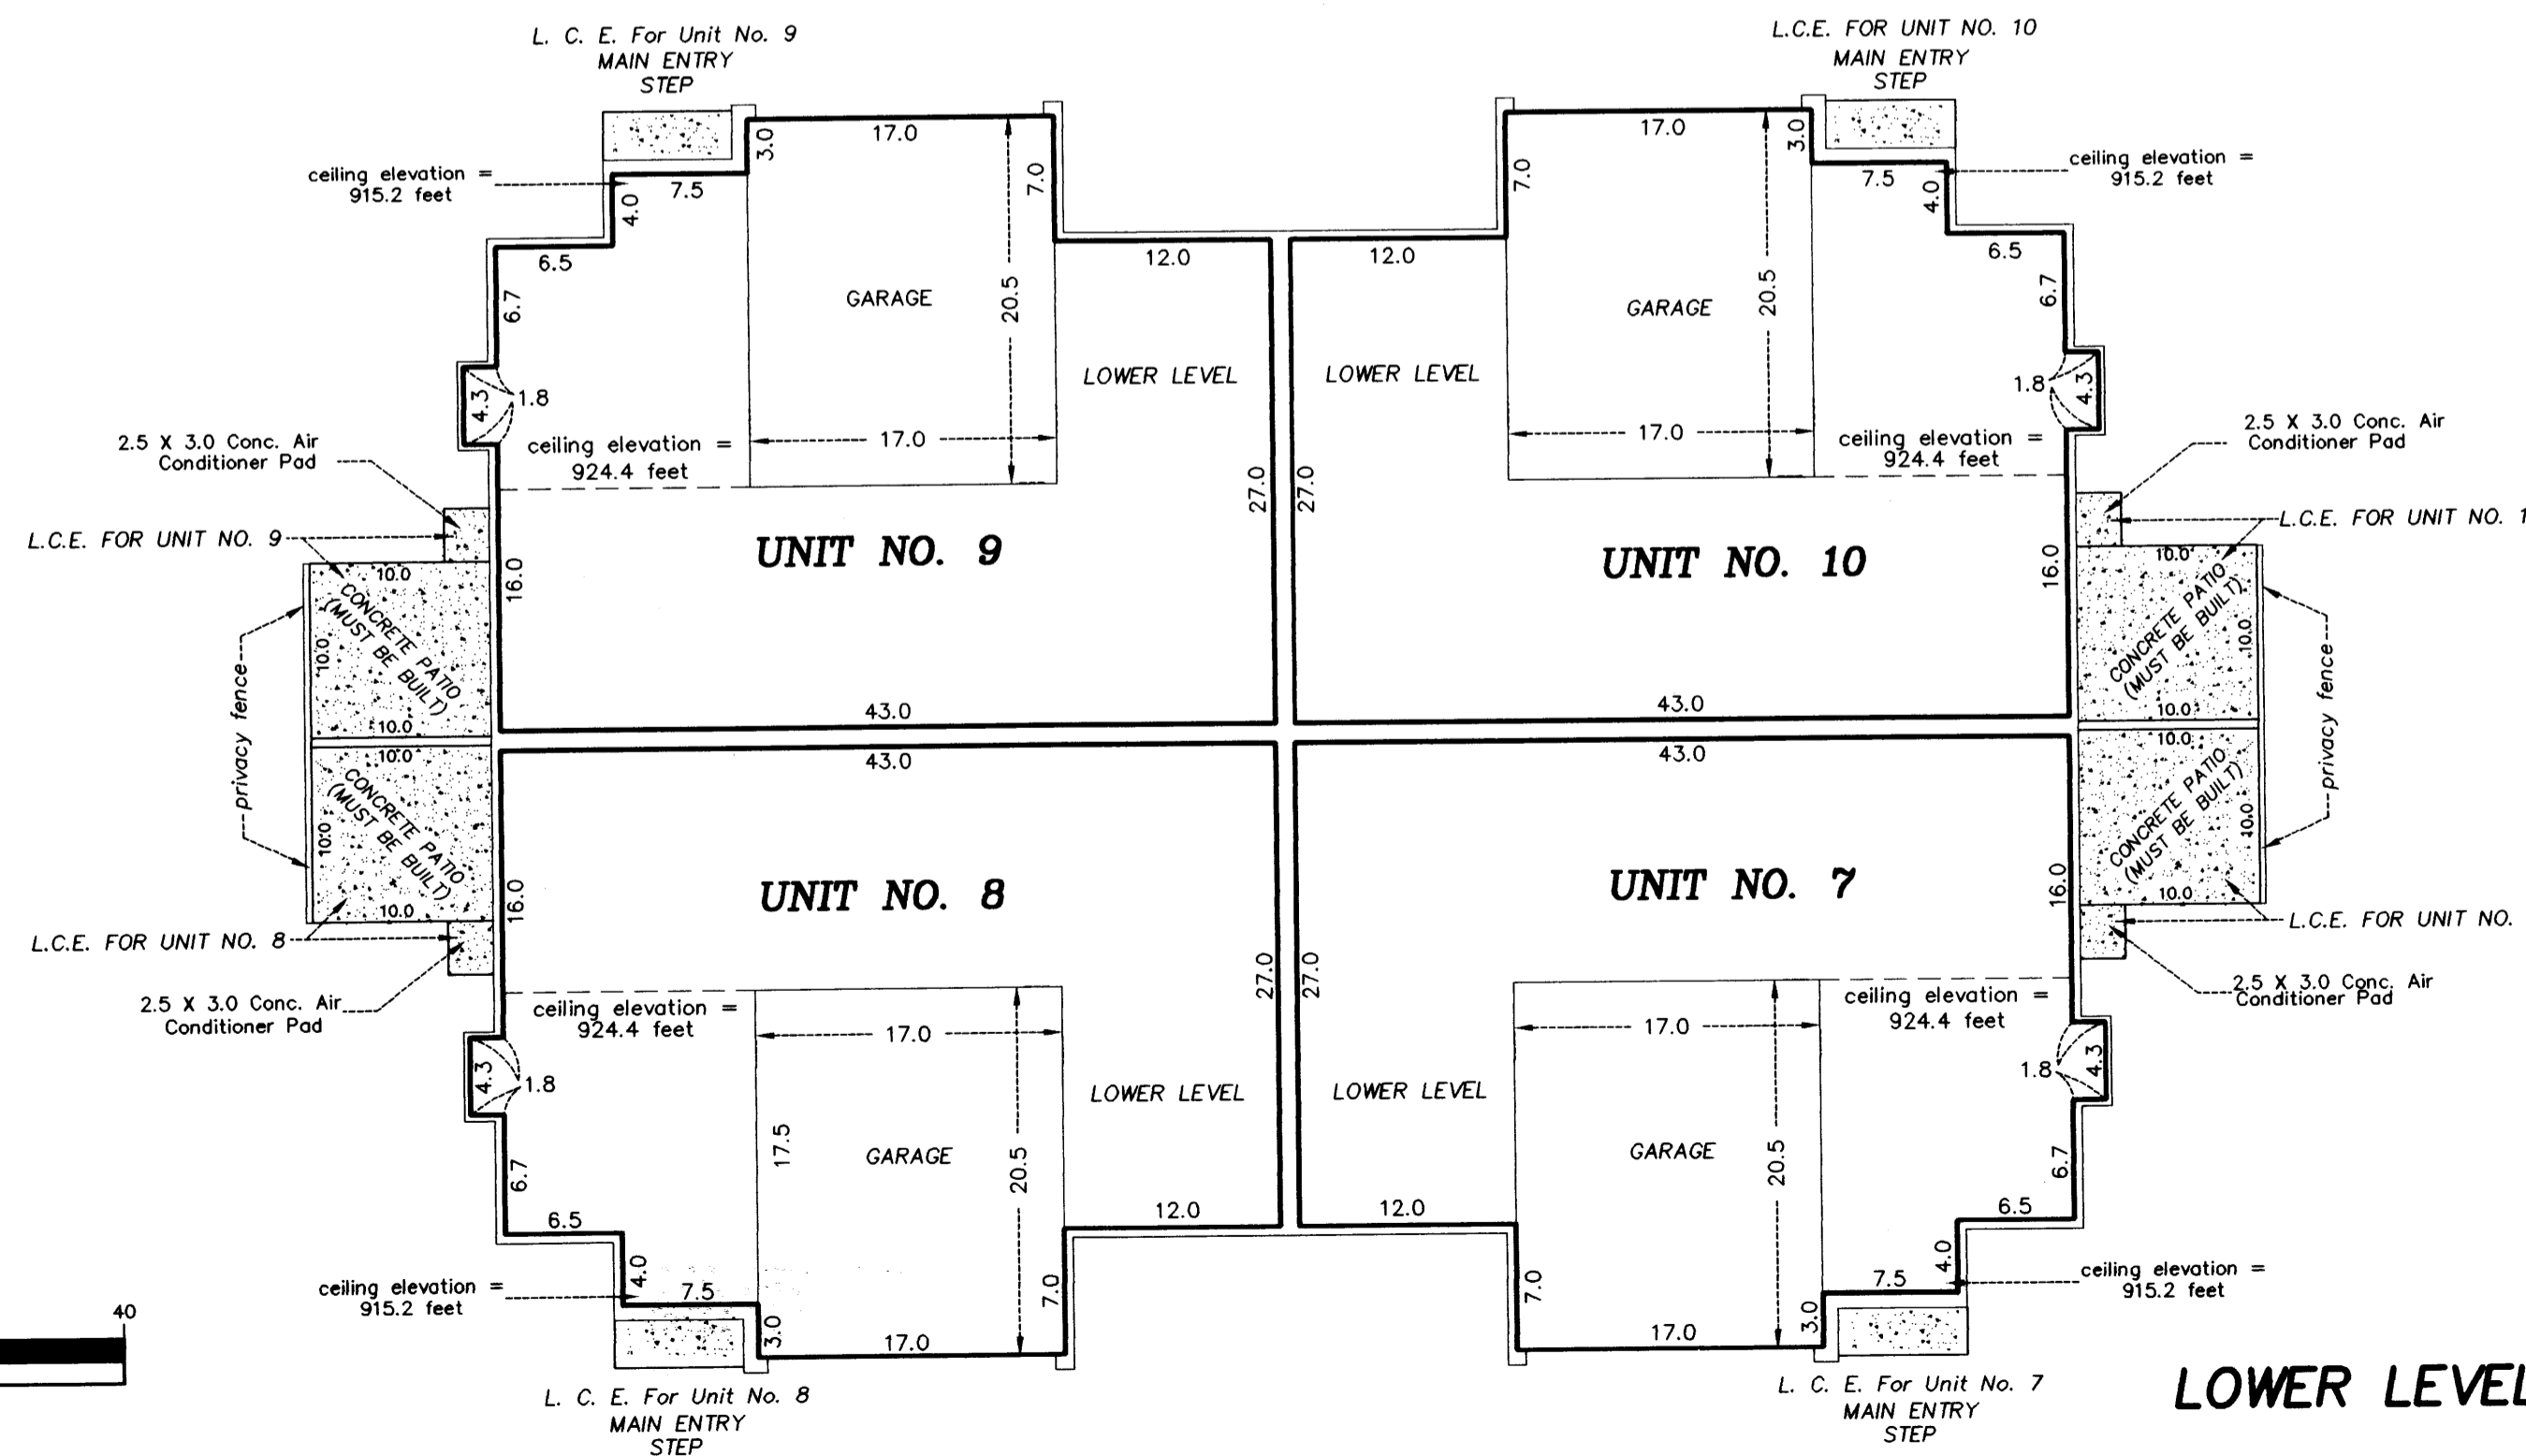 L. C. E. For Unit No. 9
MAIN ENTRY
STEP
L.C.E. FOR UNIT NO. 10
MAIN ENTRY
STEP
17.0
3.0
7.0
ceiling elevation =
915.2 feet
7.5
4.0
6.5
12.0
6.7
GARAGE
20.5
LOWER LEVEL
4.3
1.8
17.0
ceiling elevation =
924.4 feet
2.5 X 3.0 Conc. Air
Conditioner Pad
L.C.E. FOR UNIT NO. 9
27.0
16.0
UNIT NO. 9
10.0
CONCRETE PATIO
(MUST BE BUILT)
10.0
10.0
privacy fence
43.0
17.0
3.0
7.0
ceiling elevation =
915.2 feet
7.5
4.0
6.5
12.0
6.7
GARAGE
20.5
LOWER LEVEL
4.3
1.8
17.0
ceiling elevation =
924.4 feet
2.5 X 3.0 Conc. Air
Conditioner Pad
L.C.E. FOR UNIT NO. 1
27.0
16.0
UNIT NO. 10
10.0
CONCRETE PATIO
(MUST BE BUILT)
10.0
10.0
privacy fence
43.0
43.0
10.0
CONCRETE PATIO
(MUST BE BUILT)
10.0
10.0
16.0
UNIT NO. 8
L.C.E. FOR UNIT NO. 8
27.0
2.5 X 3.0 Conc. Air
Conditioner Pad
ceiling elevation =
924.4 feet
17.0
4.3
1.8
LOWER LEVEL
17.5
GARAGE
20.5
6.7
6.5
12.0
4.0
7.5
7.0
ceiling elevation =
915.2 feet
3.0
17.0
L. C. E. For Unit No. 8
MAIN ENTRY
STEP
43.0
10.0
CONCRETE PATIO
(MUST BE BUILT)
10.0
10.0
16.0
UNIT NO. 7
L.C.E. FOR UNIT NO.
27.0
2.5 X 3.0 Conc. Air
Conditioner Pad
ceiling elevation =
924.4 feet
17.0
4.3
1.8
LOWER LEVEL
GARAGE
20.5
6.7
6.5
12.0
4.0
7.5
7.0
ceiling elevation =
915.2 feet
3.0
17.0
L. C. E. For Unit No. 7
MAIN ENTRY
STEP
40
LOWER LEVEL